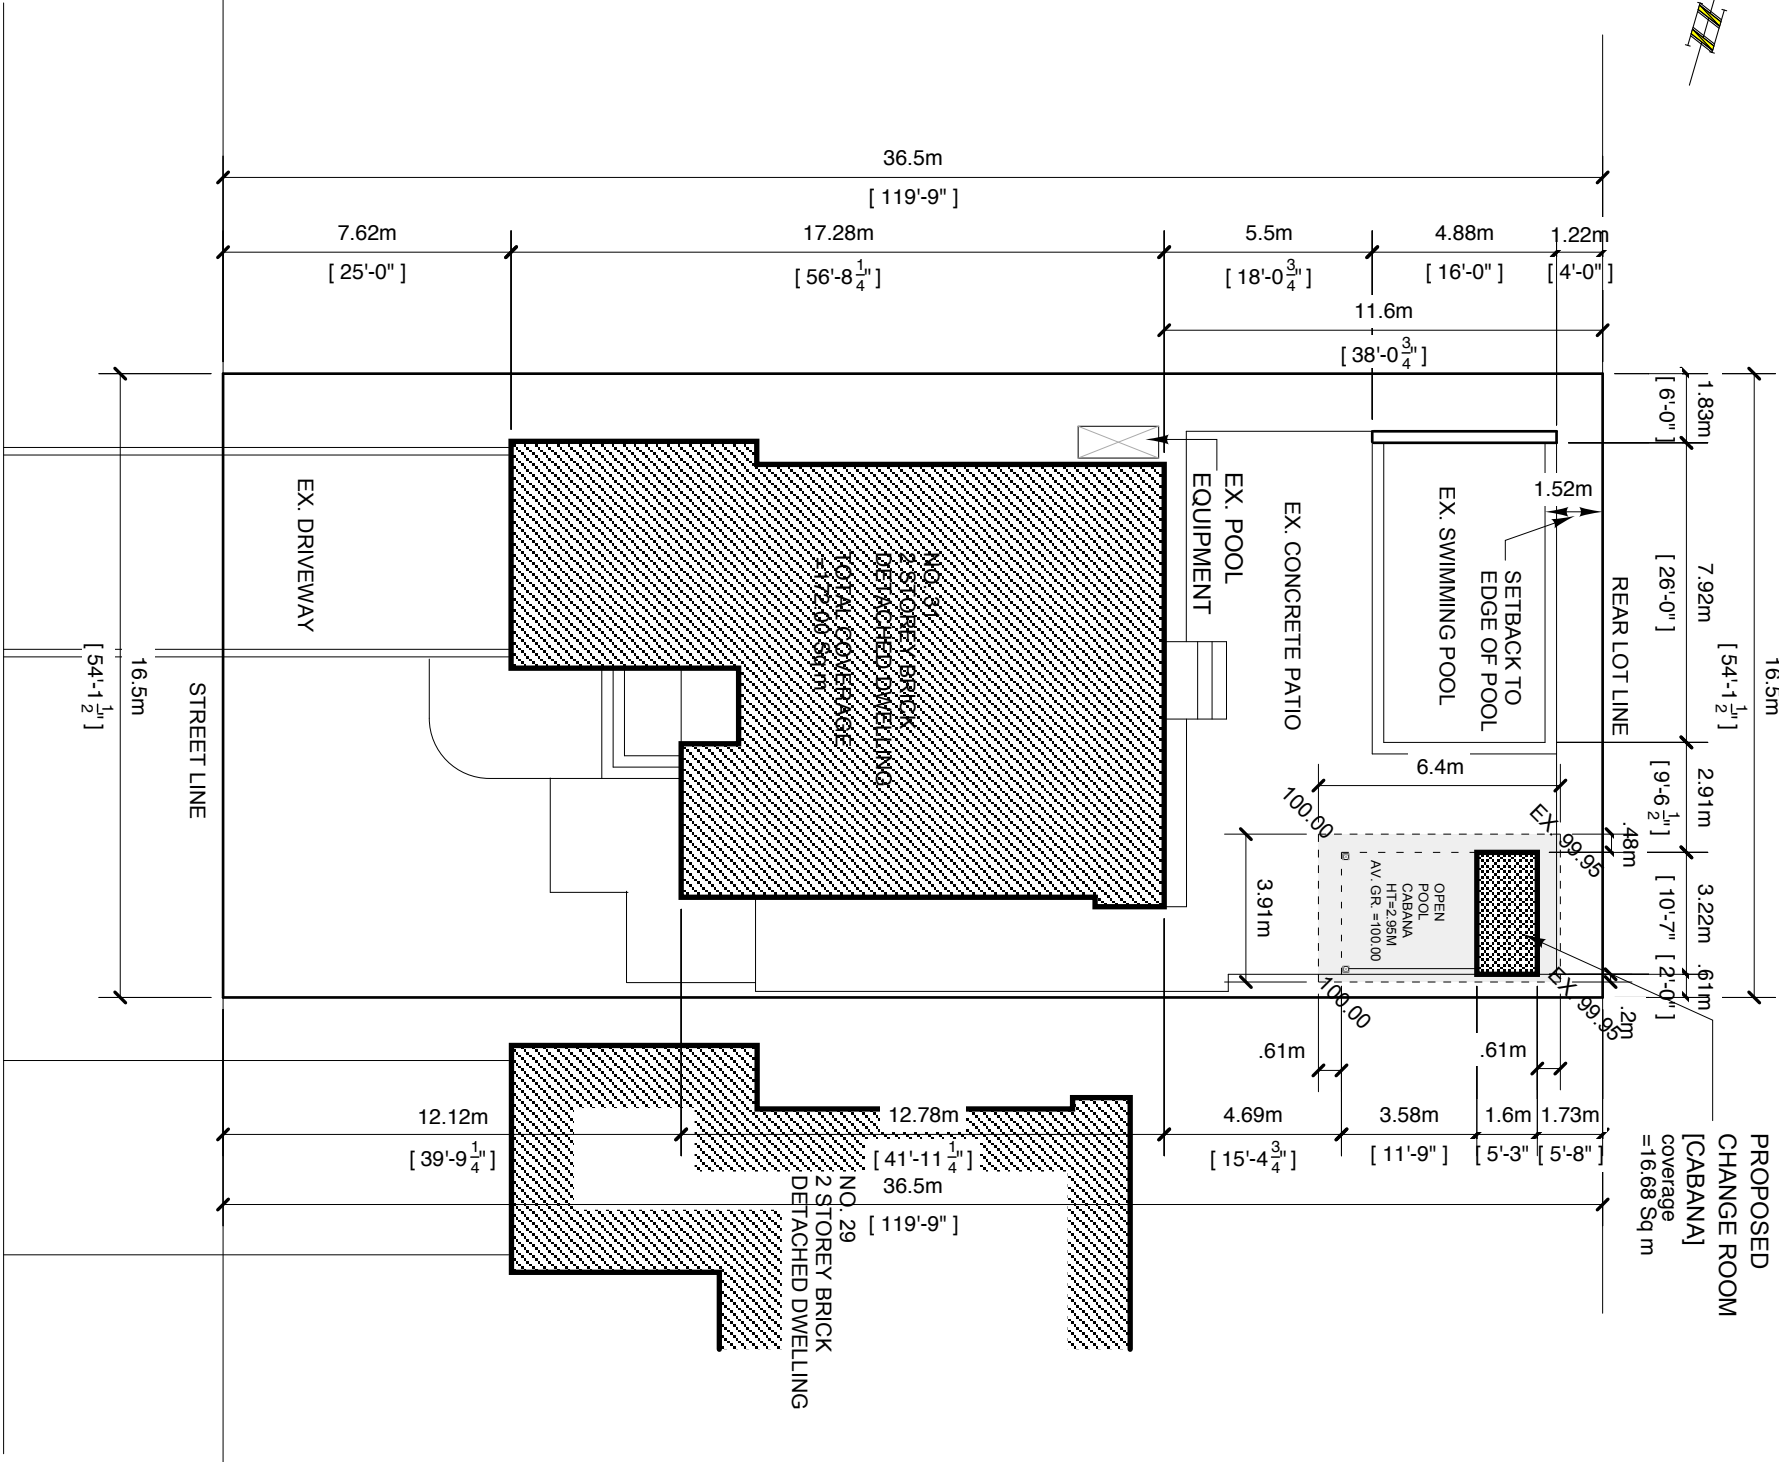 36.5m
[ 119'-9" ]
7.62m
[ 25'-0" ]
17.28m
[ 56'-8 1/4" ]
5.5m
[ 18'-0 3/4" ]
4.88m
[ 16'-0" ]
1.22m
[ 4'-0" ]
11.6m
[ 38'-0 3/4" ]
1.83m
[ 6'-0" ]
7.92m
[ 26'-0" ]
16.5m
[ 54'-1 1/2" ]
2.91m
[ 9'-6 1/2" ]
.48m
3.22m
[ 10'-7" ]
.61m
[ 2'-0" ]
.2m
REAR LOT LINE
1.52m
SETBACK TO
EDGE OF POOL
EX. SWIMMING POOL
EX. CONCRETE PATIO
EX. POOL
EQUIPMENT
NO. 31
2 STOREY BRICK
DETACHED DWELLING
TOTAL COVERAGE
=172.00 Sq m
EX. DRIVEWAY
STREET LINE
16.5m
[ 54'-1 1/2" ]
6.4m
100.00
EX. 99.95
3.91m
OPEN
POOL
CABANA
HT=2.95M
AV. GR. =100.00
100.00
EX. 99.95
.61m
.61m
12.12m
[ 39'-9 1/4" ]
12.78m
[ 41'-11 1/4" ]
4.69m
[ 15'-4 3/4" ]
3.58m
[ 11'-9" ]
1.6m
[ 5'-3" ]
1.73m
[ 5'-8" ]
36.5m
[ 119'-9" ]
NO. 29
2 STOREY BRICK
DETACHED DWELLING
PROPOSED
CHANGE ROOM
[CABANA]
coverage
=16.68 Sq m